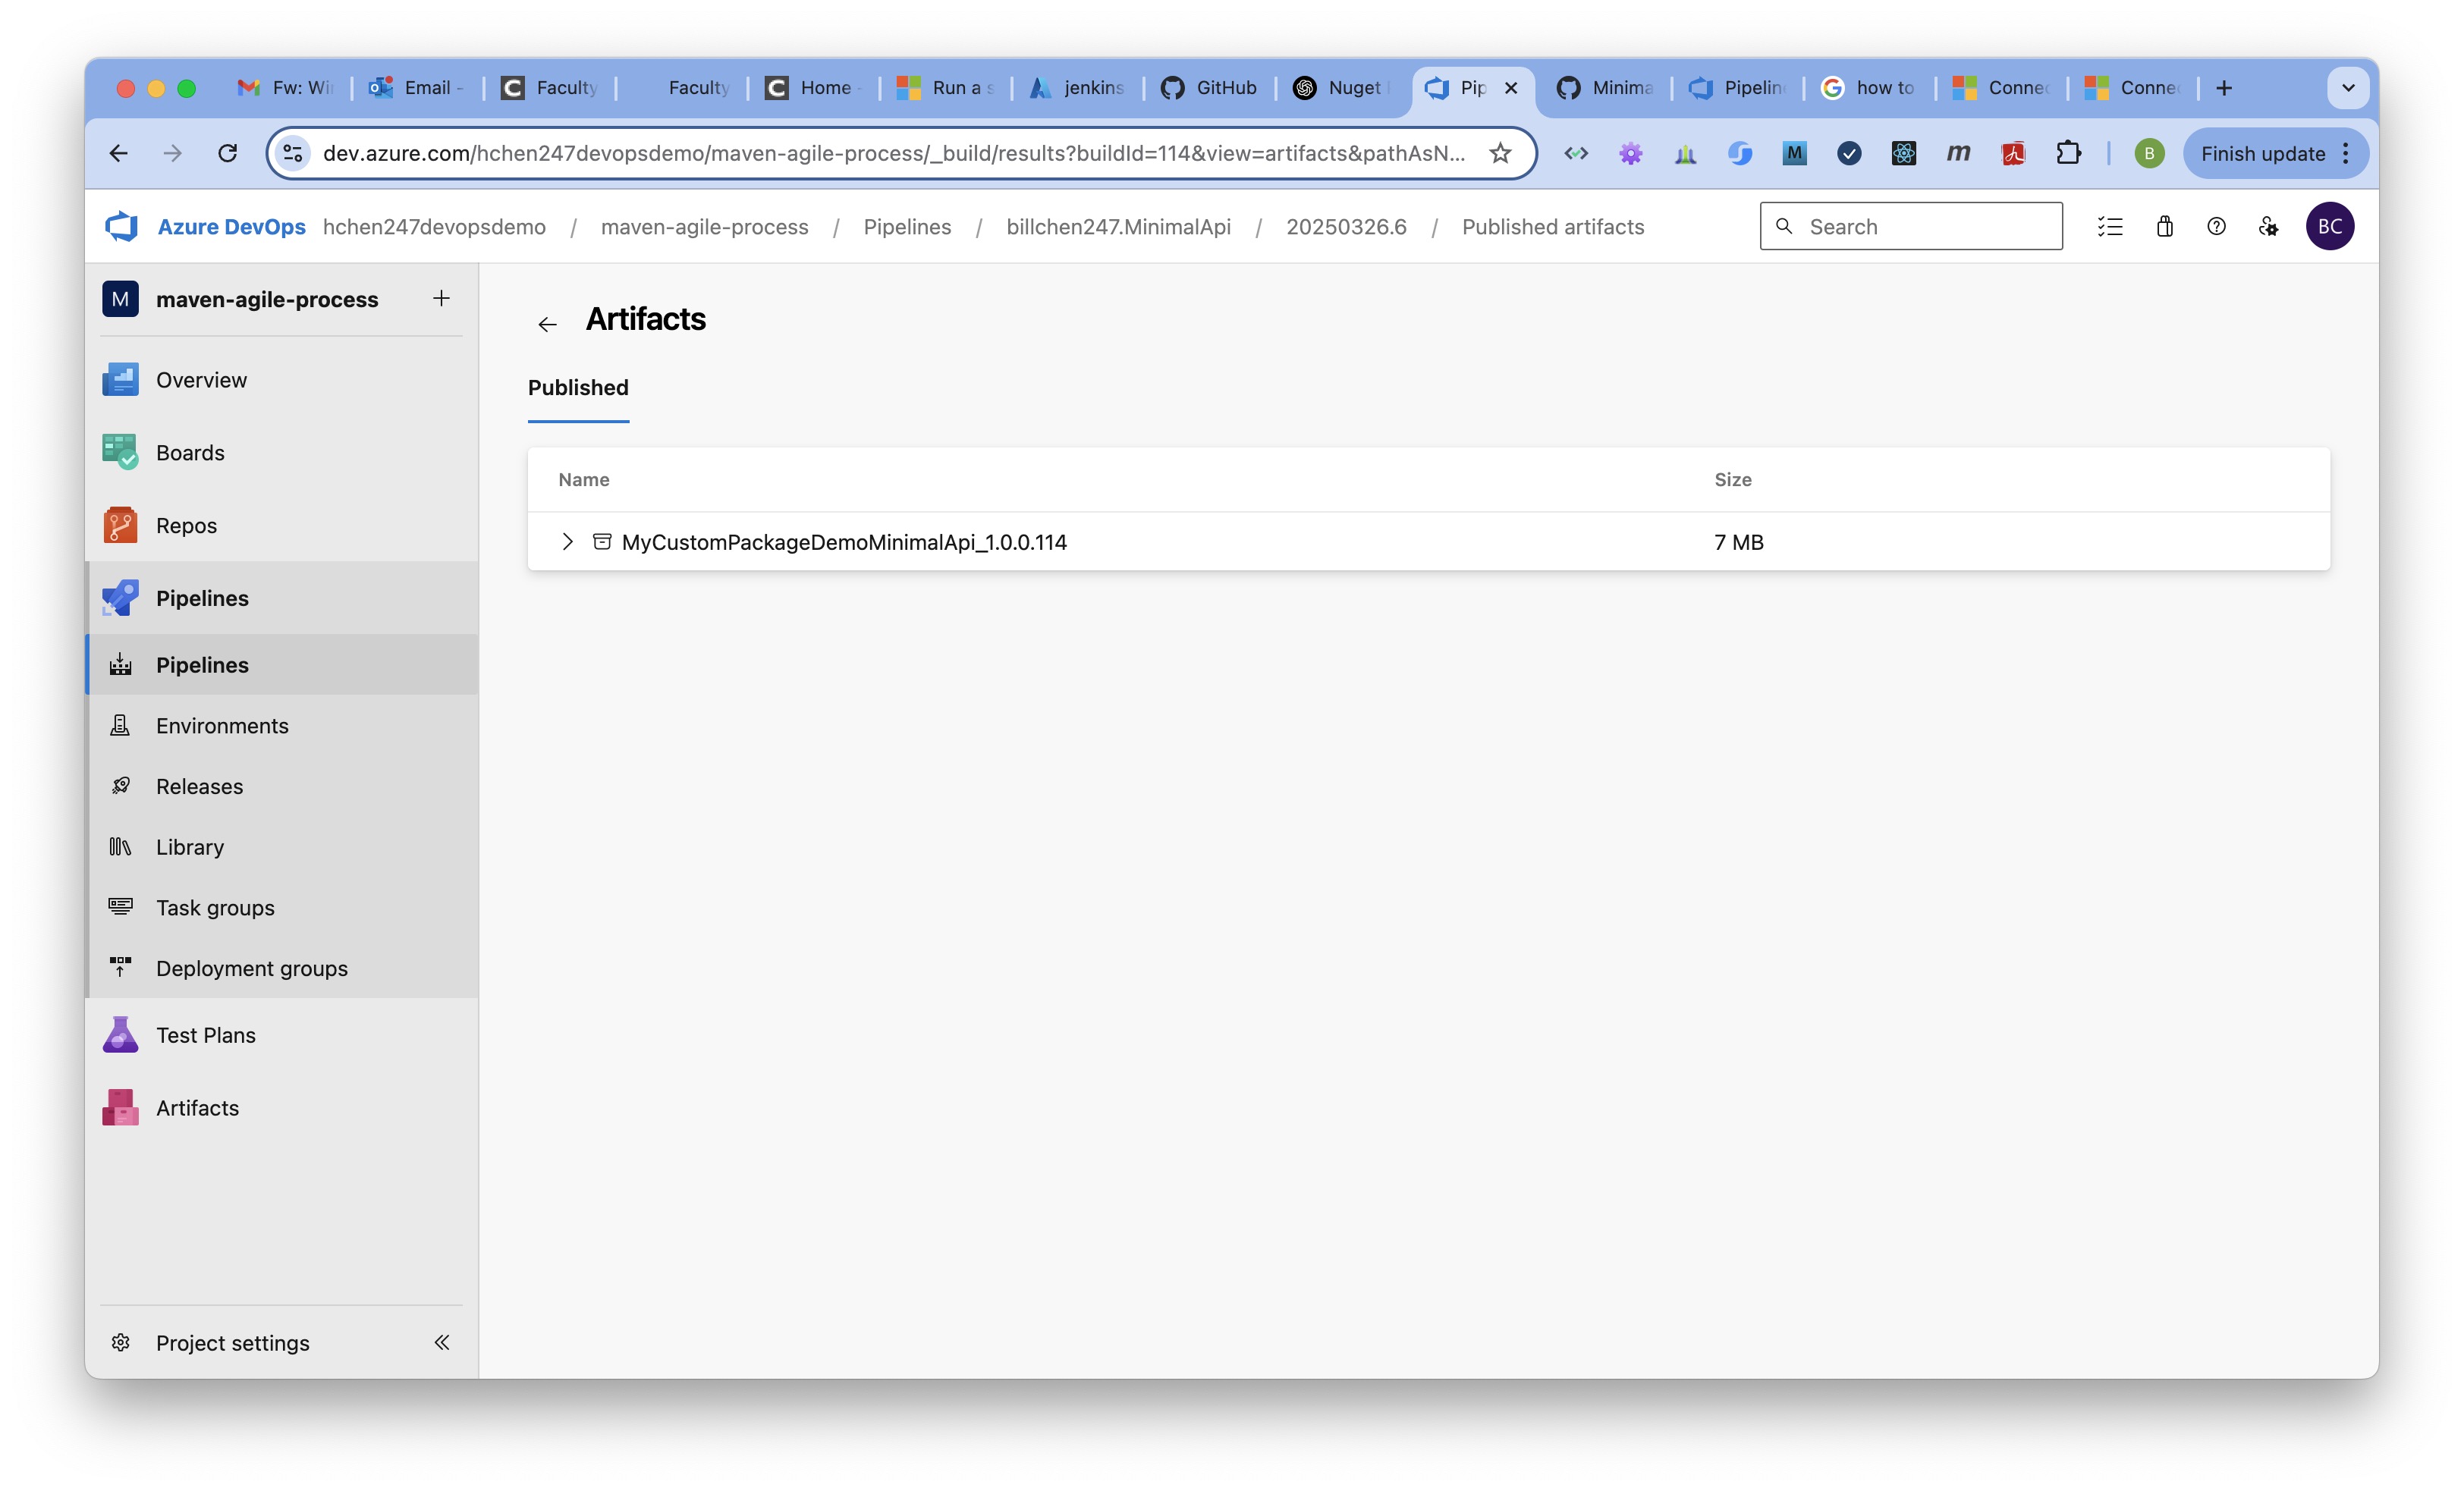 Fw: Wi
Email -
Faculty
Faculty
Home -
Run a s
jenkins
GitHub
Nuget
Pip
Minima
Pipelin
how to
Connec
Connec
dev.azure.com/hchen247devopsdemo/maven-agile-process/_build/results?buildId=114&view=artifacts&pathAsN...
M
m
B
Finish update
Azure DevOps hchen247devopsdemo / maven-agile-process / Pipelines / billchen247.MinimalApi / 20250326.6 / Published artifacts
Search
BC
M maven-agile-process
Overview
Boards
Repos
Pipelines
Pipelines
Environments
Releases
Library
Task groups
Deployment groups
Test Plans
Artifacts
Project settings
Artifacts
Published
Name Size
MyCustomPackageDemoMinimalApi_1.0.0.114 7 MB